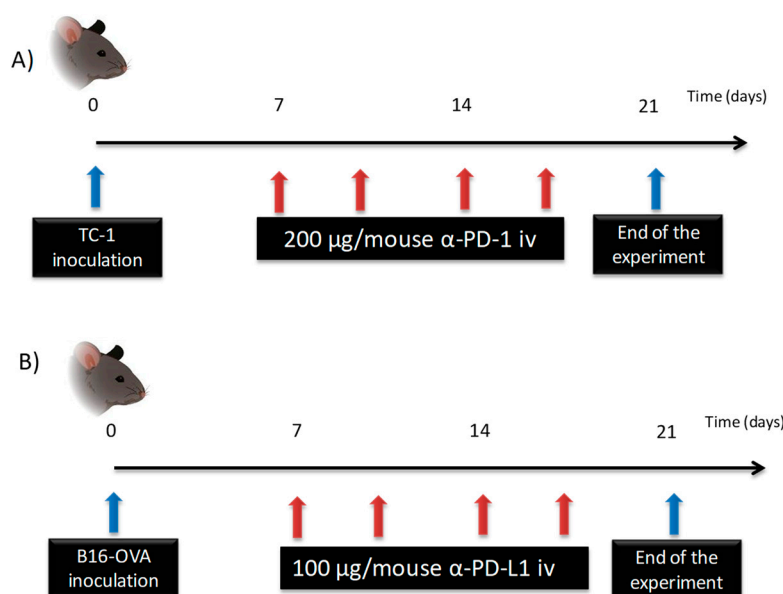 A)
0 7 14 21 Time (days)
TC-1
inoculation
200 µg/mouse α-PD-1 iv
End of the
experiment
B)
0 7 14 21 Time (days)
B16-OVA
inoculation
100 µg/mouse α-PD-L1 iv
End of the
experiment